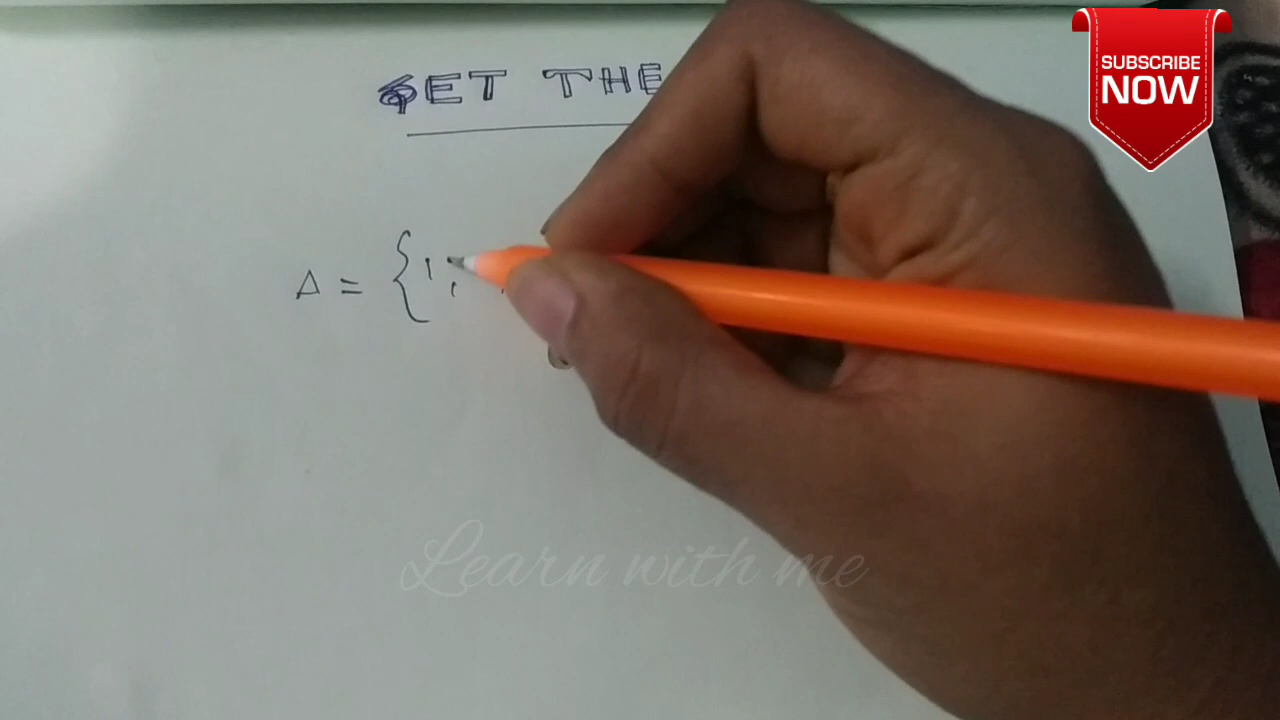 SET THE
SUBSCRIBE
NOW
A = { 1,
Learn with me